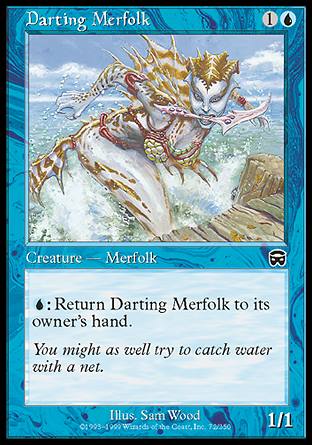 Darting Merfolk 1
Creature — Merfolk
: Return Darting Merfolk to its
owner's hand.
You might as well try to catch water
with a net.
Illus. Sam Wood
©1993-1999 Wizards of the Coast, Inc. 72/350
1/1